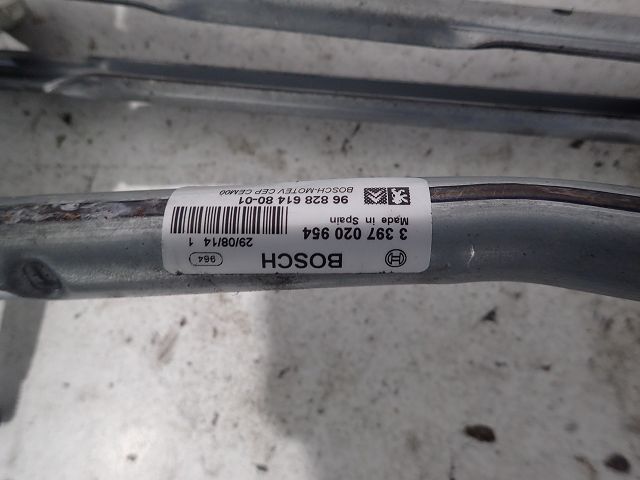 BOSCH
964
3 397 020 954
29/08/14 1
Made in Spain
96 828 614 80-01
BOSCH-MOTEV CEP CEM00